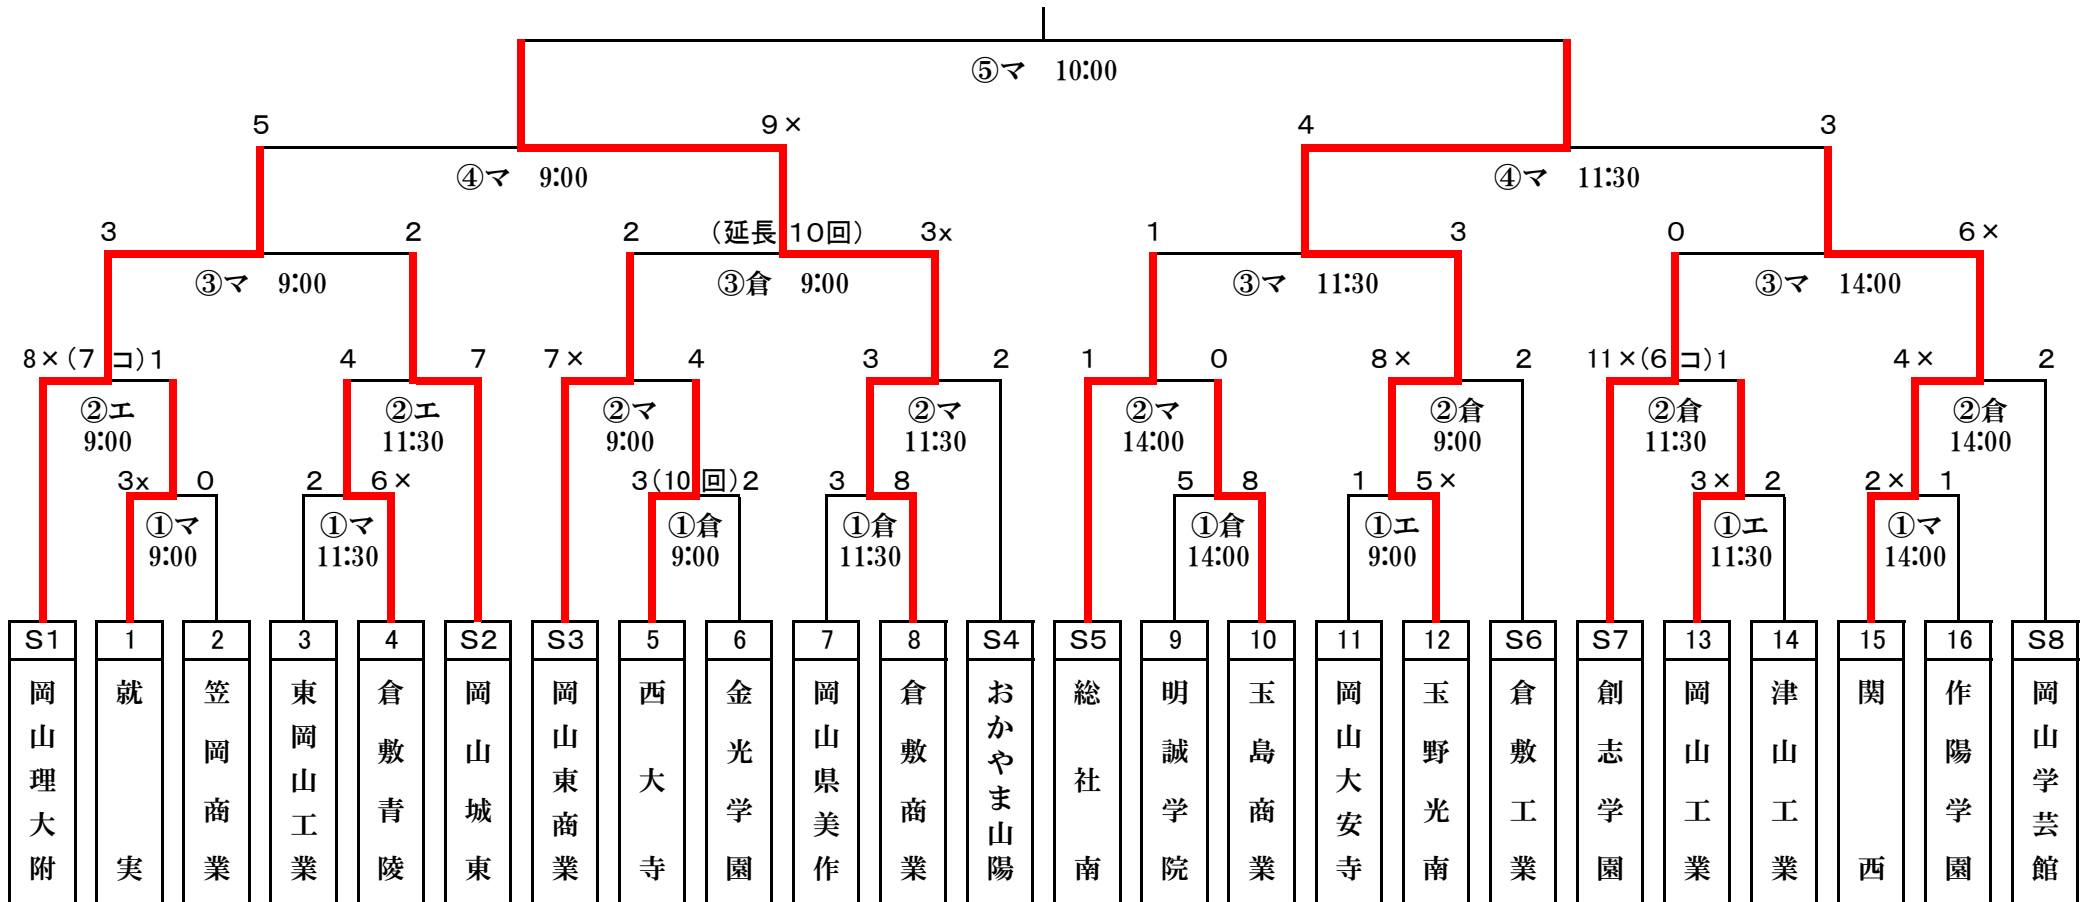 ⑤マ 10:00
5 9× 4 3
④マ 9:00 ④マ 11:30
3 2 2 (延長 10回) 3x 1 3 0 6×
③マ 9:00 ③倉 9:00 ③マ 11:30 ③マ 14:00
8×(7 コ)1 4 7 7× 4 3 2 1 0 8× 2 11×(6 コ)1 4× 2
②エ ②エ ②マ ②マ ②マ ②倉 ②倉 ②倉
9:00 11:30 9:00 11:30 14:00 9:00 11:30 14:00
3x 0 2 6× 3(10 回)2 3 8 5 8 1 5× 3× 2 2× 1
①マ ①マ ①倉 ①倉 ①倉 ①エ ①エ ①マ
9:00 11:30 9:00 11:30 14:00 9:00 11:30 14:00
S1 1 2 3 4 S2 S3 5 6 7 8 S4 S5 9 10 11 12 S6 S7 13 14 15 16 S8
岡山理大附
就実
笠岡商業
東岡山工業
倉敷青陵
岡山城東
岡山東商業
西大寺
金光学園
岡山県美作
倉敷商業
おかやま山陽
総社南
明誠学院
玉島商業
岡山大安寺
玉野光南
倉敷工業
創志学園
岡山工業
津山工業
関西
作陽学園
岡山学芸館